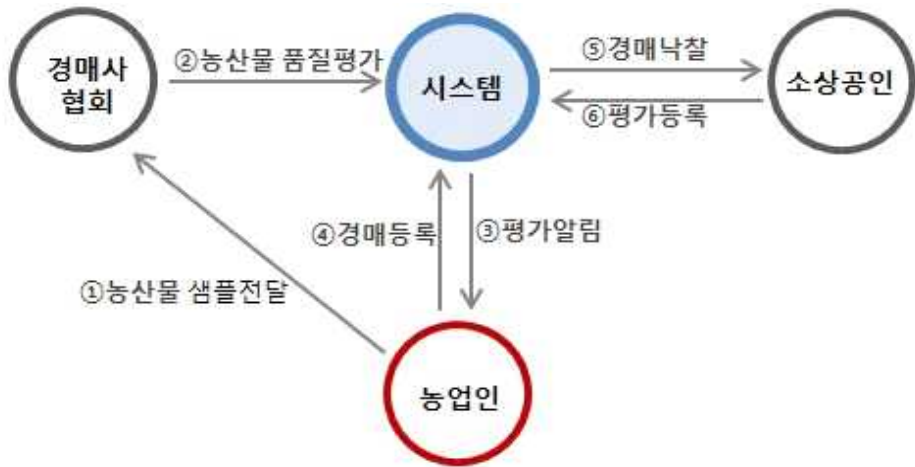 경매사
협회
②농산물 품질평가
시스템
⑤경매낙찰
소상공인
⑥평가등록
④경매등록
③평가알림
①농산물 샘플전달
농업인